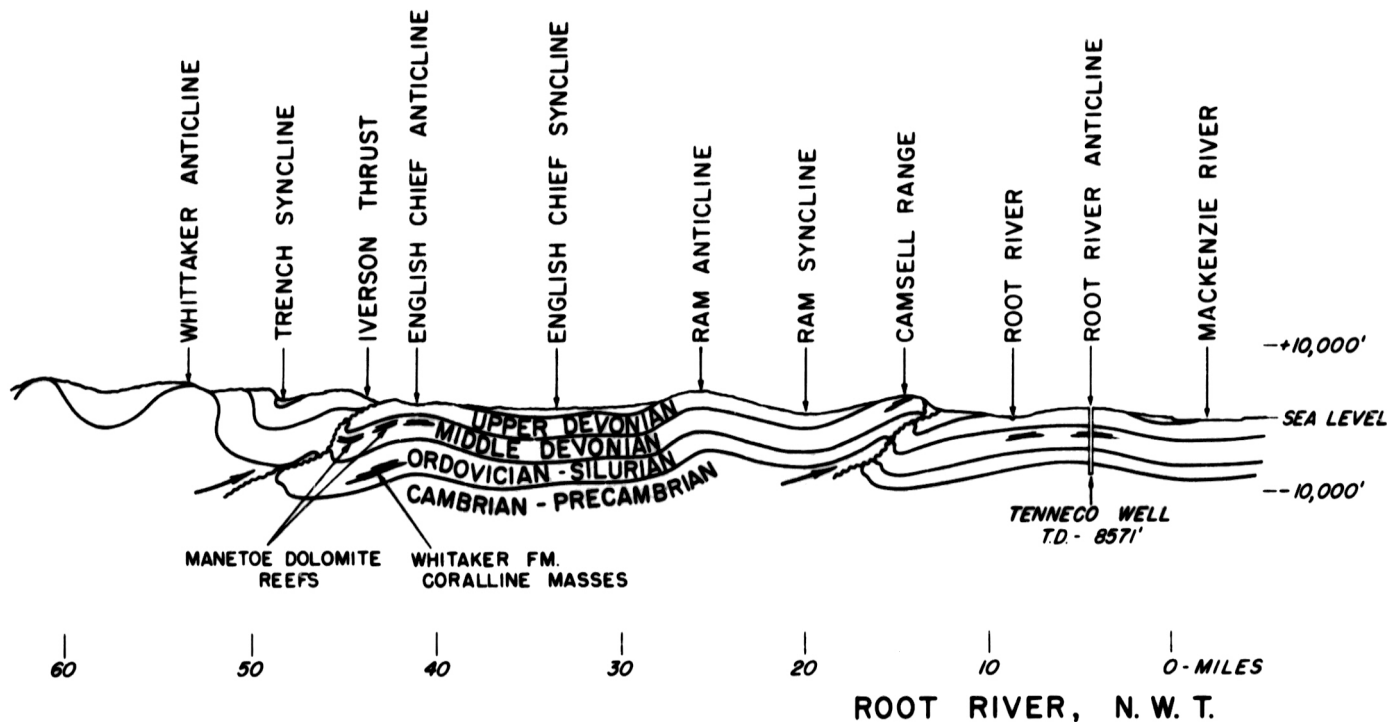 WHITTAKER ANTICLINE
TRENCH SYNCLINE
IVERSON THRUST
ENGLISH CHIEF ANTICLINE
ENGLISH CHIEF SYNCLINE
RAM ANTICLINE
RAM SYNCLINE
CAMSELL RANGE
ROOT RIVER
ROOT RIVER ANTICLINE
MACKENZIE RIVER
+10,000'
SEA LEVEL
-10,000'
UPPER DEVONIAN
MIDDLE DEVONIAN
ORDOVICIAN - SILURIAN
CAMBRIAN - PRECAMBRIAN
TENNECO WELL
T.D. - 8571'
MANETOE DOLOMITE
REEFS
WHITAKER FM.
CORALLINE MASSES
60 50 40 30 20 10 0 - MILES
ROOT RIVER, N. W. T.